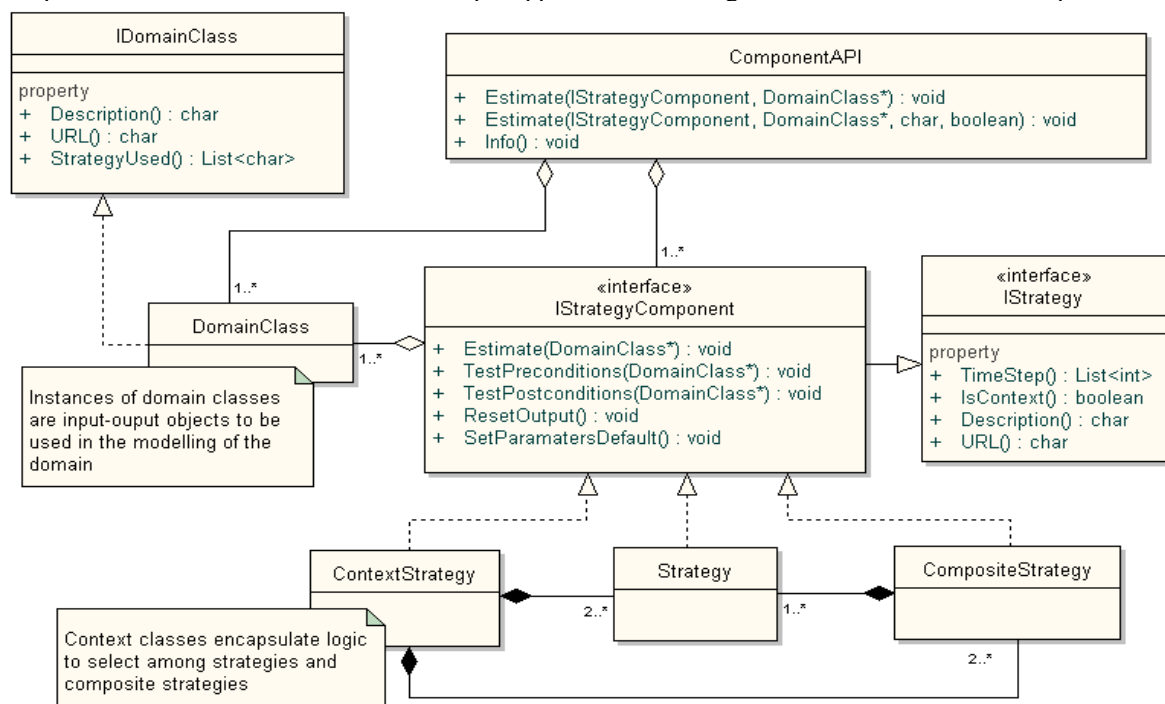 IDomainClass
property
+ Description() : char
+ URL() : char
+ StrategyUsed() : List<char>
ComponentAPI
+ Estimate(IStrategyComponent, DomainClass*) : void
+ Estimate(IStrategyComponent, DomainClass*, char, boolean) : void
+ Info() : void
1..*
1..*
DomainClass
1..*
Instances of domain classes
are input-ouput objects to be
used in the modelling of the
domain
«interface»
IStrategyComponent
+ Estimate(DomainClass*) : void
+ TestPreconditions(DomainClass*) : void
+ TestPostconditions(DomainClass*) : void
+ ResetOutput() : void
+ SetParamatersDefault() : void
«interface»
IStrategy
property
+ TimeStep() : List<int>
+ IsContext() : boolean
+ Description() : char
+ URL() : char
ContextStrategy
2..*
Strategy
1..*
CompositeStrategy
2..*
Context classes encapsulate logic
to select among strategies and
composite strategies